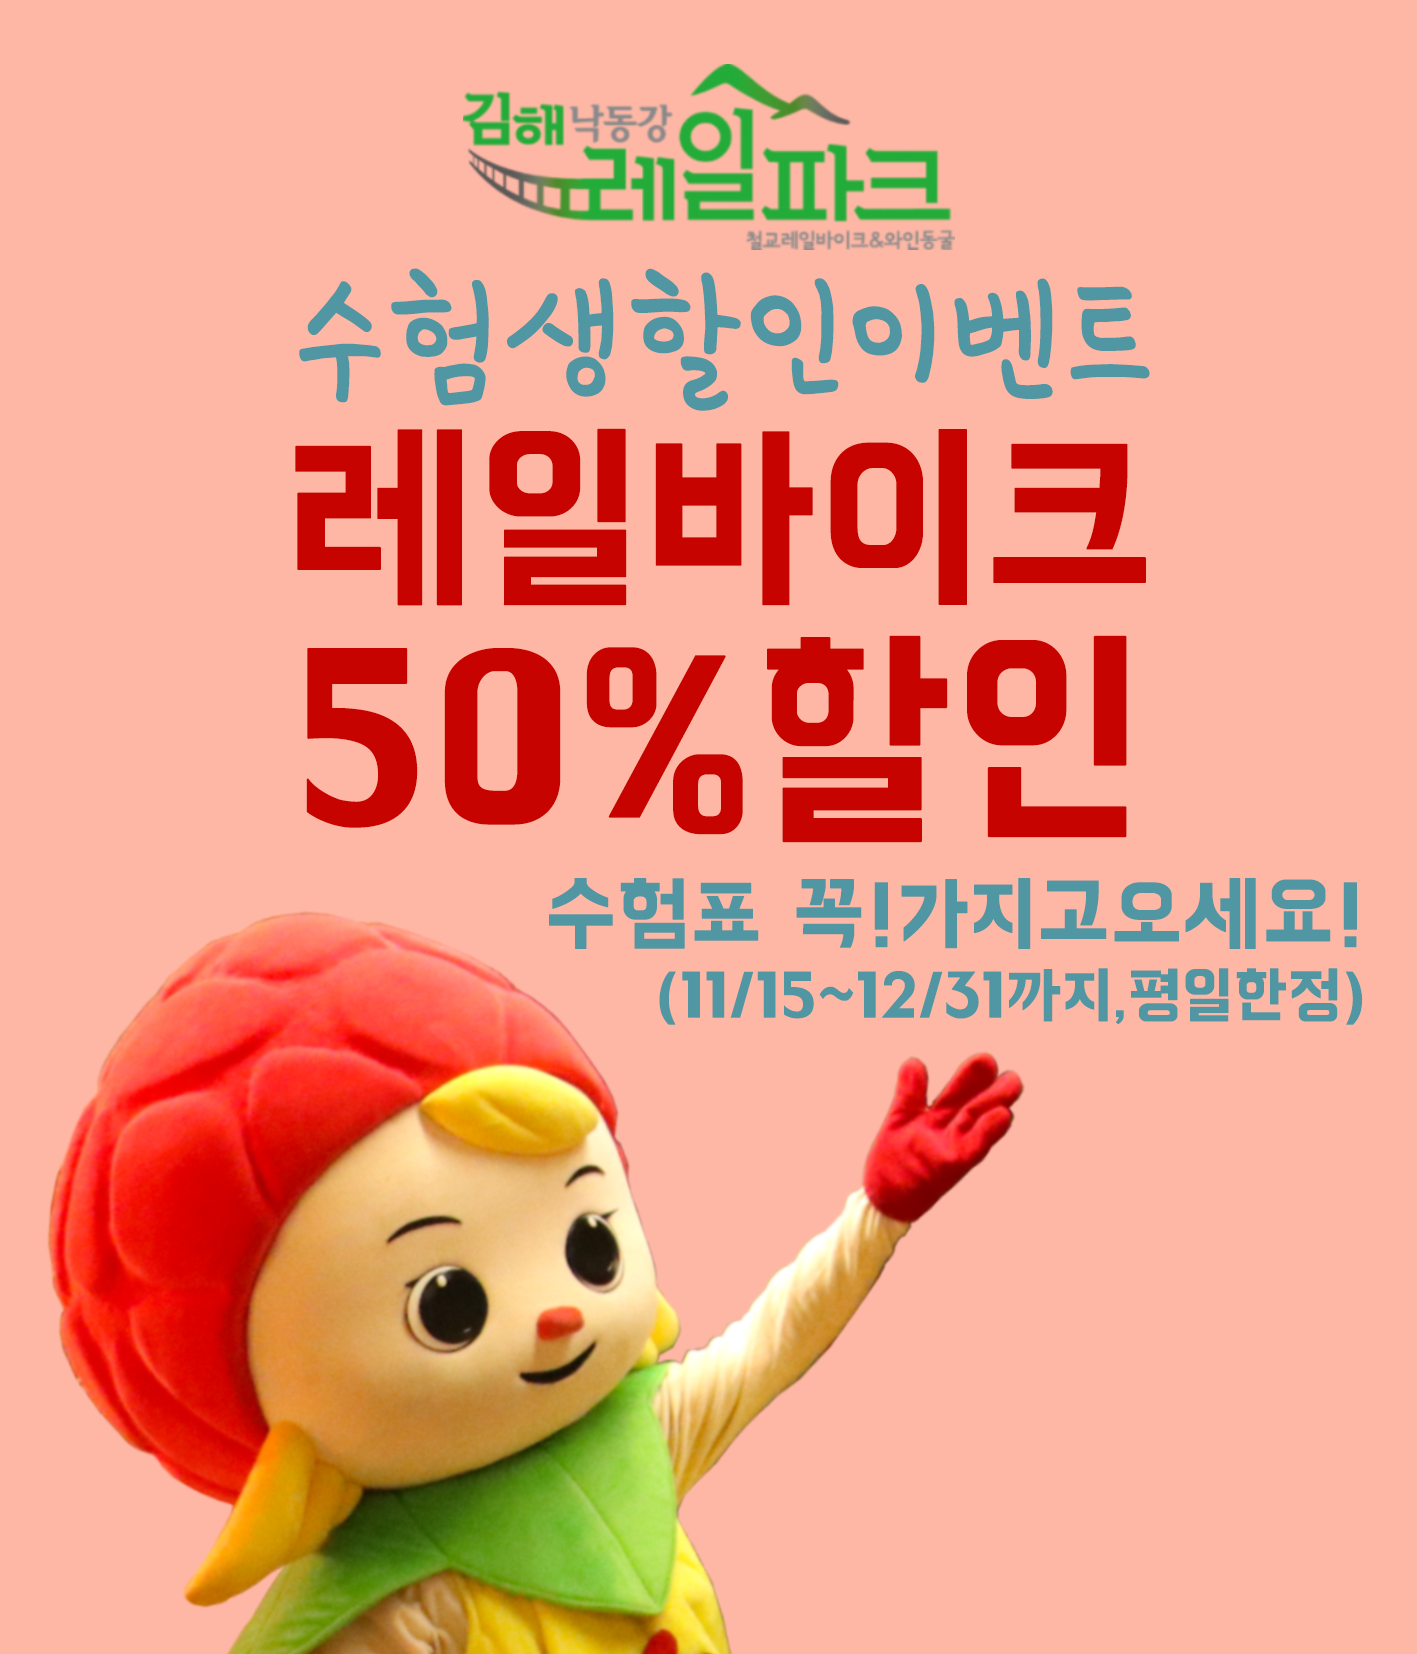 김해낙동강
레일파크
철교레일바이크&와인동굴
수험생할인이벤트
레일바이크
50%할인
수험표 꼭!가지고오세요!
(11/15~12/31까지,평일한정)